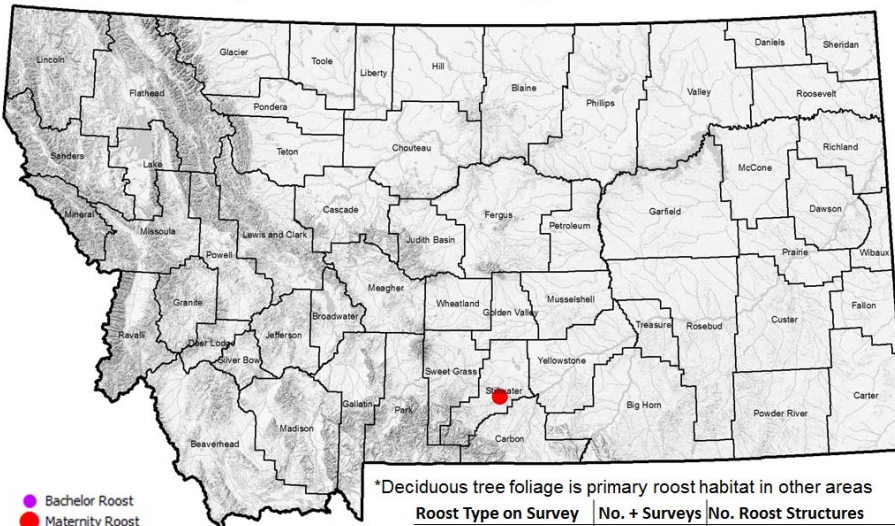 Daniels
Sheridan
Glacier
Toole
Liberty
Hill
Lincoln
Blaine
Phillips
Valley
Flathead
Roosevelt
Pondera
Teton
Chouteau
Richland
Sanders
Lake
McCone
Cascade
Fergus
Garfield
Dawson
Mineral
Missoula
Lewis and Clark
Judith Basin
Petroleum
Powell
Prairie
Wibaux
Meagher
Granite
Broadwater
Wheatland
Golden Valley
Musselshell
Treasure
Rosebud
Custer
Fallon
Ravalli
Jefferson
Deer Lodge
Silver Bow
Yellowstone
Sweet Grass
Stillwater
Gallatin
Park
Big Horn
Carter
Powder River
Madison
Beaverhead
Carbon
*Deciduous tree foliage is primary roost habitat in other areas
Bachelor Roost
Maternity Roost
Roost Type on Survey No. + Surveys No. Roost Structures